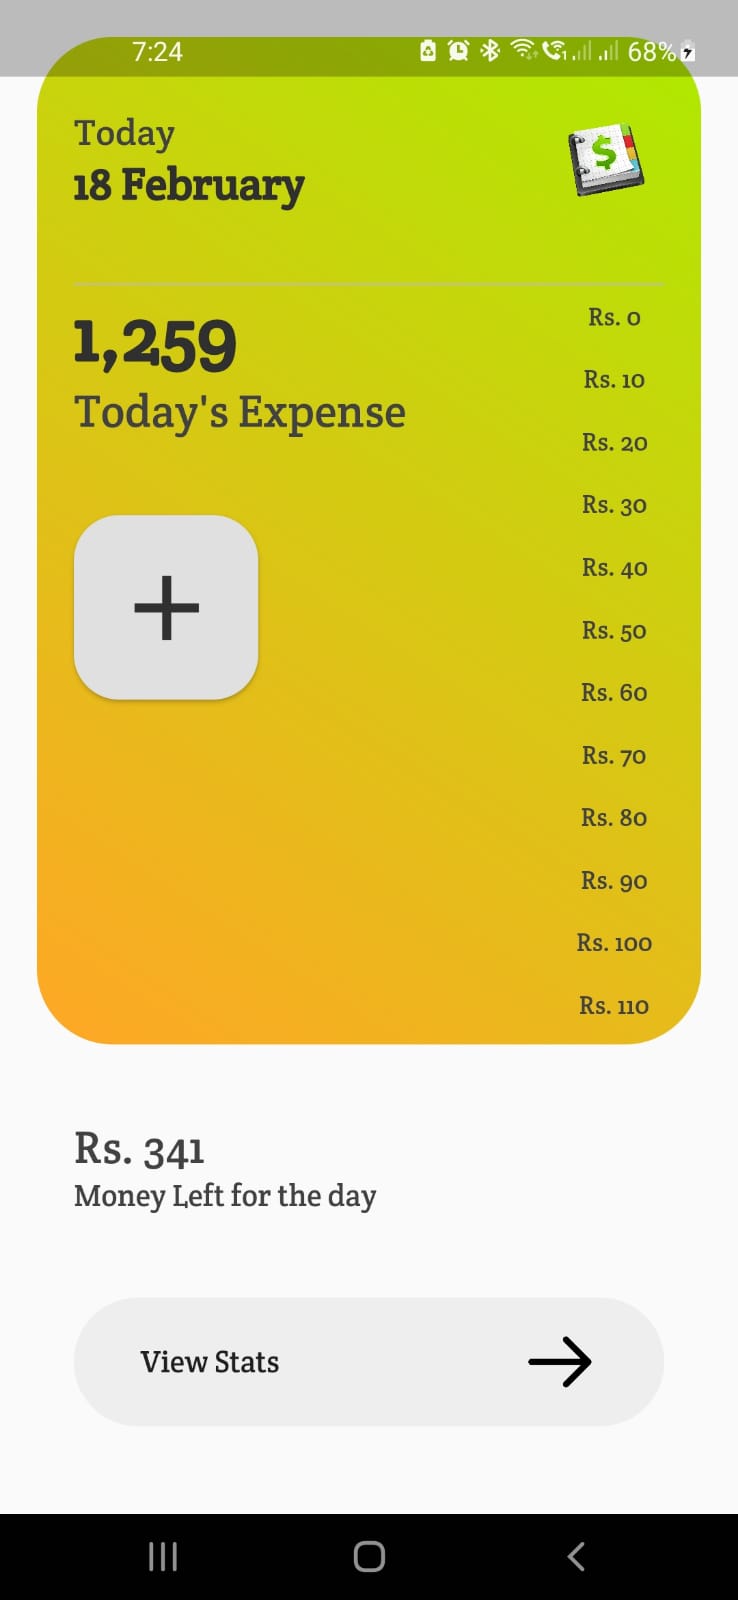 7:24
68%
Today
18 February
$
1,259
Today's Expense
Rs. 0
Rs. 10
Rs. 20
Rs. 30
Rs. 40
Rs. 50
Rs. 60
Rs. 70
Rs. 80
Rs. 90
Rs. 100
Rs. 110
Rs. 341
Money Left for the day
View Stats